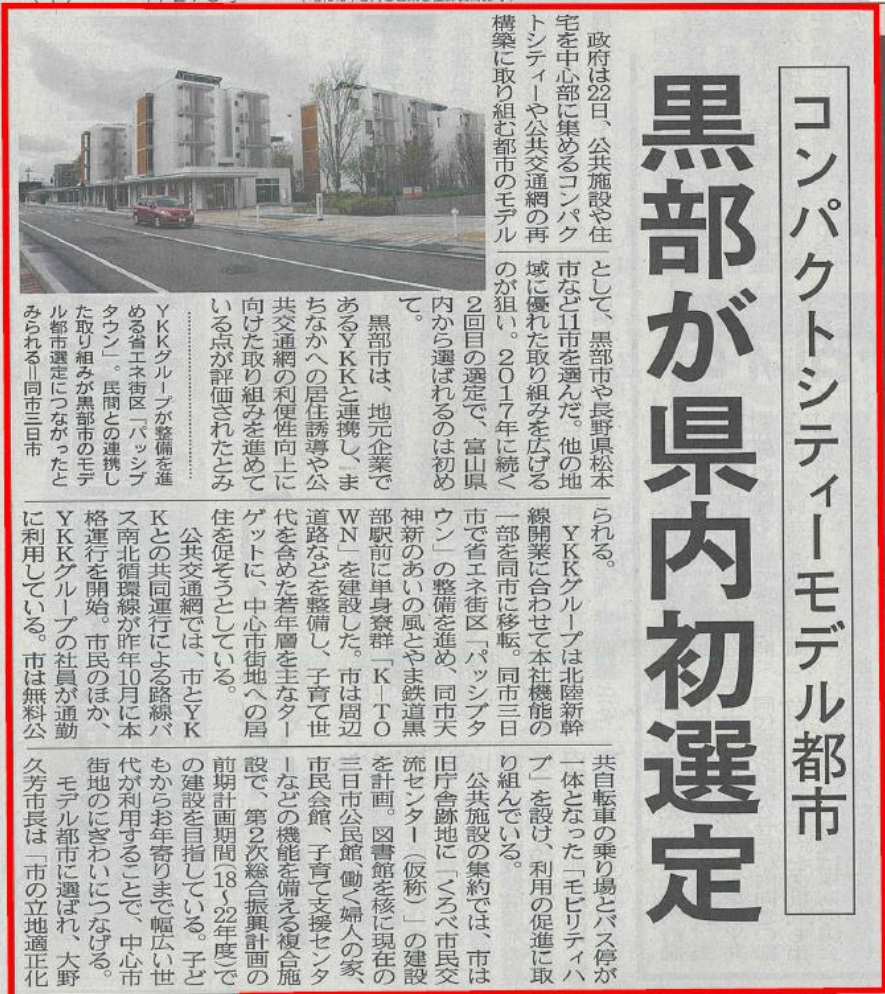 コンパクトシティーモデル都市
黒部が県内初選定
政府は22日、公共施設や住
宅を中心部に集めるコンパク
トシティーや公共交通網の再
構築に取り組む都市のモデル
として、黒部市や長野県松本
市など11市を選んだ。他の地
域に優れた取り組みを広げる
のが狙い。2017年に続く
2回目の選定で、富山県
内から選ばれるのは初め
て。
黒部市は、地元企業で
あるYKKと連携し、ま
ちなかへの居住誘導や公
共交通網の利便性向上に
向けた取り組みを進めて
いる点が評価されたとみ
られる。
YKKグループは北陸新幹
線開業に合わせて本社機能の
一部を同市に移転。同市三日
市で省エネ街区「パッシブタ
ウン」の整備を進め、同市天
神新のあいの風とやま鉄道黒
部駅前に単身寮群「K―TO
WN」を建設した。市は周辺
道路などを整備し、子育て世
代を含めた若年層を主なター
ゲットに、中心市街地への居
住を促そうとしている。
公共交通網では、市とYK
Kとの共同運行による路線バ
ス南北循環線が昨年10月に本
格運行を開始。市民のほか、
YKKグループの社員が通勤
に利用している。市は無料公
共自転車の乗り場とバス停が
一体となった「モビリティハ
ブ」を設け、利用の促進に取
り組んでいる。
公共施設の集約では、市は
旧庁舎跡地に「くろべ市民交
流センター(仮称)」の建設
を計画。図書館を核に現在の
三日市公民館、働く婦人の家、
市民会館、子育て支援センタ
ーなどの機能を備える複合施
設で、第2次総合振興計画の
前期計画期間(18~22年度)で
の建設を目指している。子ど
もからお年寄りまで幅広い世
代が利用することで、中心市
街地のにぎわいにつなげる。
モデル都市に選ばれ、大野
久芳市長は「市の立地適正化
YKKグループが整備を進
める省エネ街区「パッシブ
タウン」。民間との連携し
た取り組みが黒部市のモデ
ル都市選定につながったと
みられる=同市三日市